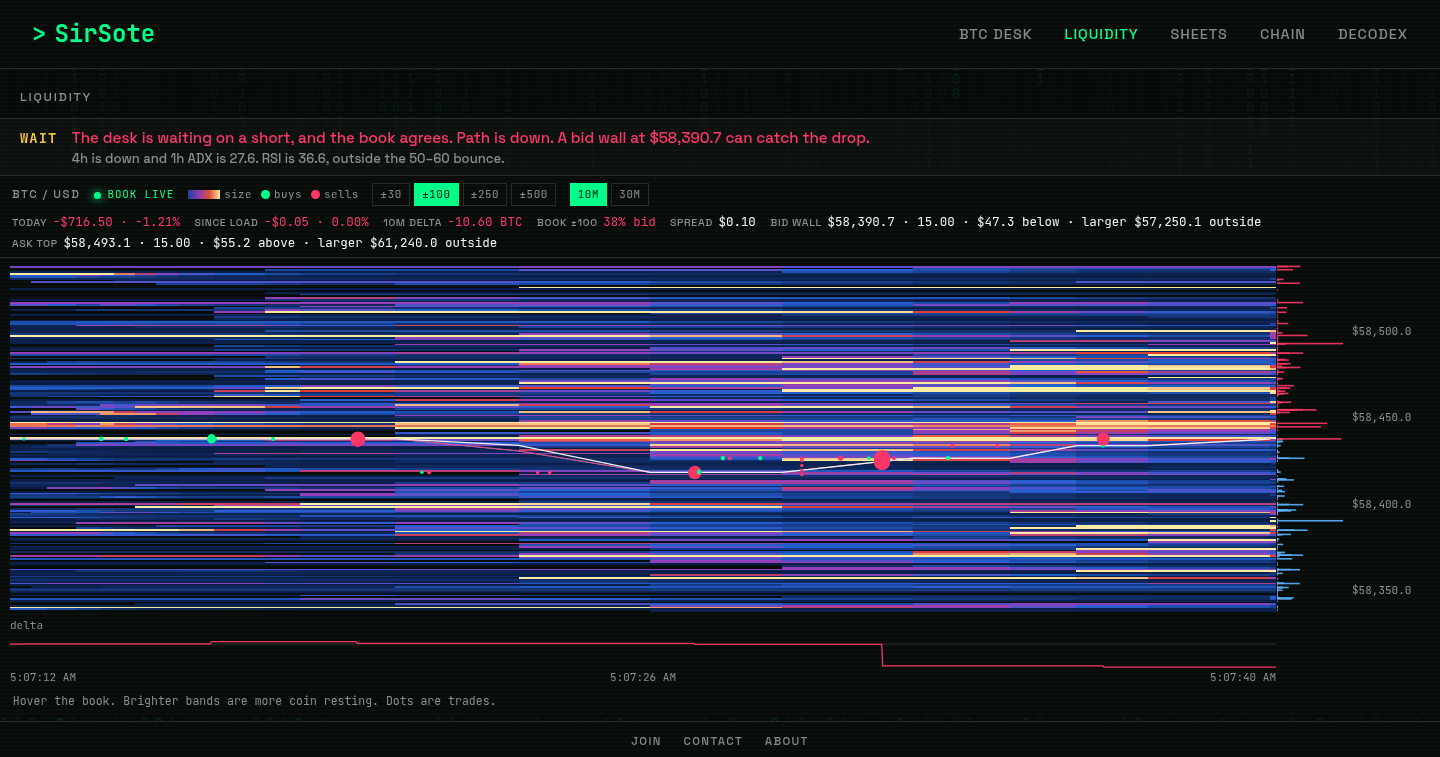 > SirSote
BTC DESK LIQUIDITY SHEETS CHAIN DECODEX
LIQUIDITY
WAIT The desk is waiting on a short, and the book agrees. Path is down. A bid wall at $58,390.7 can catch the drop.
4h is down and 1h ADX is 27.6. RSI is 36.6, outside the 50–60 bounce.
BTC / USD BOOK LIVE size buys sells ±30 ±100 ±250 ±500 10M 30M
TODAY -$716.50 · -1.21% SINCE LOAD -$0.05 · 0.00% 10M DELTA -10.60 BTC BOOK ±100 38% bid SPREAD $0.10 BID WALL $58,390.7 · 15.00 · $47.3 below · larger $57,250.1 outside
ASK TOP $58,493.1 · 15.00 · $55.2 above · larger $61,240.0 outside
$58,500.0
$58,450.0
$58,400.0
$58,350.0
delta
5:07:12 AM 5:07:26 AM 5:07:40 AM
Hover the book. Brighter bands are more coin resting. Dots are trades.
JOIN CONTACT ABOUT